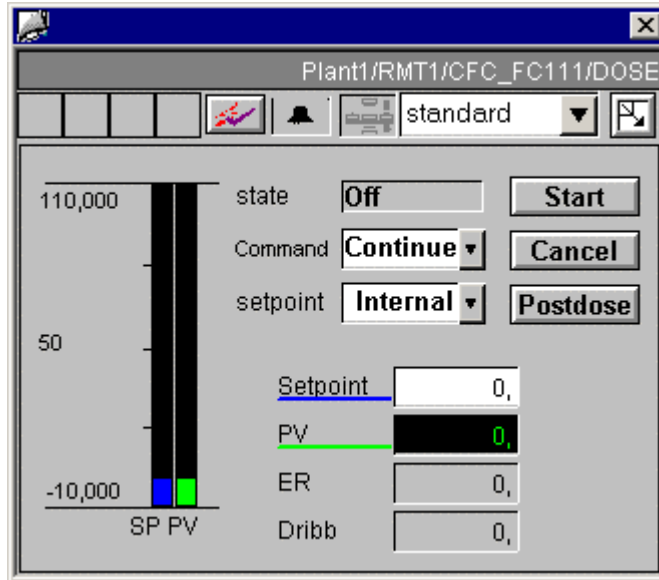 Plant1/RMT1/CFC_FC111/DOSE
standard
110,000
50
-10,000
SP PV
state Off Start
Command Continue Cancel
setpoint Internal Postdose
Setpoint 0,
PV 0,
ER 0,
Dribb 0,